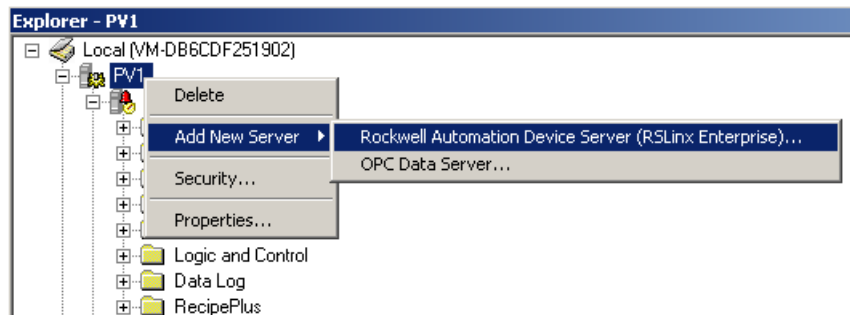 Explorer - PV1
Local (VM-DB6CDF251902)
PV1
Delete
Add New Server
Rockwell Automation Device Server (RSLinx Enterprise)...
OPC Data Server...
Security...
Properties...
Logic and Control
Data Log
RecipePlus